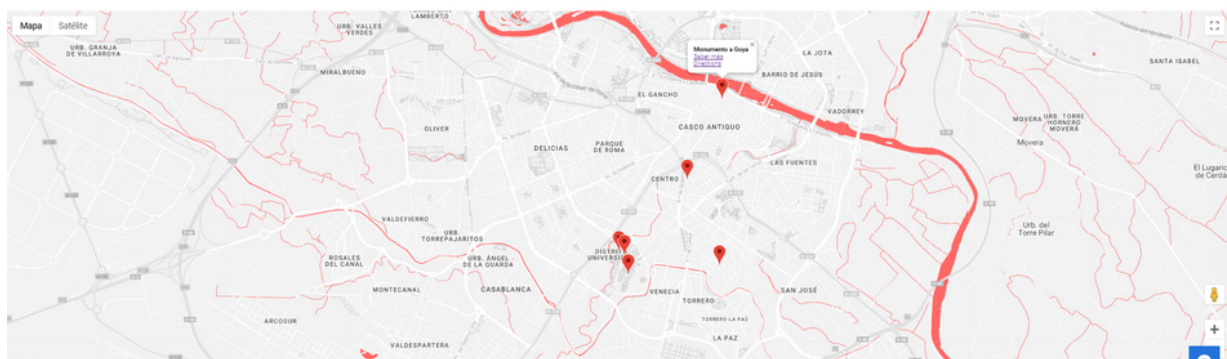 Mapa Satélite
LAMBERTO
URB. VALLES
VERDES
URB. GRANJA
DE VILLARROYA
MIRALBUENO
Monumento a Goya
Saber más
Directions
LA JOTA
BARRIO DE JESÚS
SANTA ISABEL
EL GANCHO
VADORREY
MOVERA
URB. TORRE
HORNERO
MOVERA
OLIVER
CASCO ANTIGUO
DELICIAS
PARQUE
DE ROMA
Movera
LAS FUENTES
El Lugarico
de Cerdán
CENTRO
VALDEFIERRO
URB.
TORREPAJARITOS
Urb. del
Torre Pilar
ROSALES
DEL CANAL
URB. ÁNGEL
DE LA GUARDA
MONTECANAL
CASABLANCA
VENECIA
TORRERO
SAN JOSÉ
ARCOSUR
TORRERO-LA PAZ
LA PAZ
VALDESPARTERA